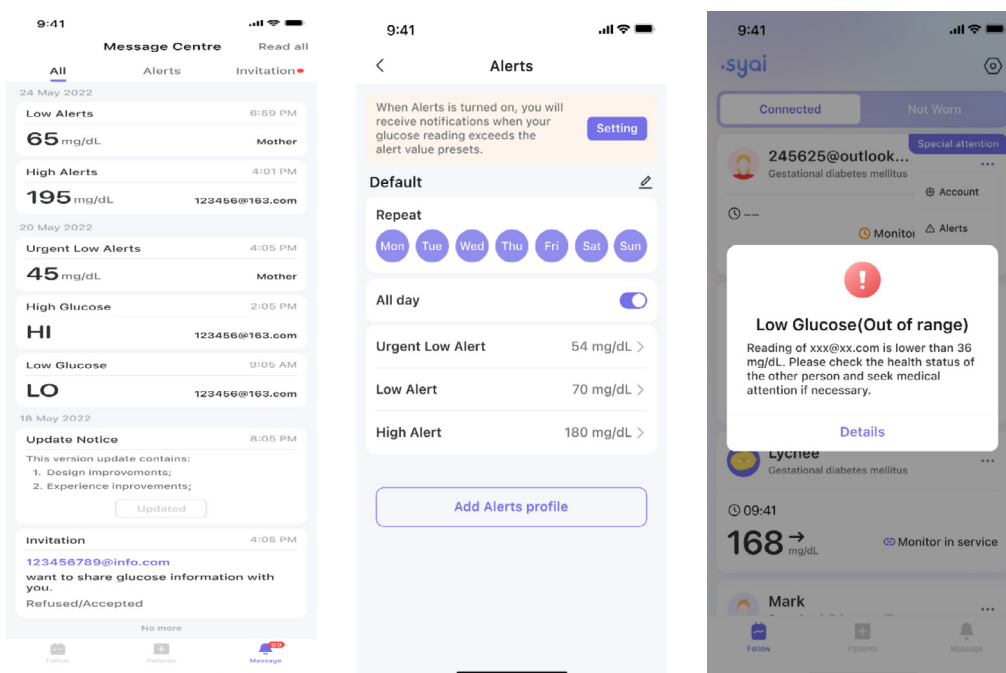 9:41
Message Centre Read all
All Alerts Invitation
24 May 2022
Low Alerts 6:59 PM
65 mg/dL Mother
High Alerts 4:01 PM
195 mg/dL 123456@163.com
20 May 2022
Urgent Low Alerts 4:05 PM
45 mg/dL Mother
High Glucose 2:05 PM
HI 123456@163.com
Low Glucose 9:05 AM
LO 123456@163.com
18 May 2022
Update Notice 8:05 PM
This version update contains:
1. Design improvements;
2. Experience inprovements;
Updated
Invitation 4:05 PM
123456789@info.com
want to share glucose information with
you.
Refused/Accepted
No more
Follow Patients Message
9:41
Alerts
When Alerts is turned on, you will
receive notifications when your
glucose reading exceeds the
alert value presets.
Setting
Default
Repeat
Mon Tue Wed Thu Fri Sat Sun
All day
Urgent Low Alert 54 mg/dL
Low Alert 70 mg/dL
High Alert 180 mg/dL
Add Alerts profile
9:41
syai
Connected Not Worn
Special attention
245625@outlook...
Gestational diabetes mellitus
Account
--
Monitor
Alerts
Low Glucose(Out of range)
Reading of xxx@xx.com is lower than 36
mg/dL. Please check the health status of
the other person and seek medical
attention if necessary.
Details
Lychee
Gestational diabetes mellitus
09:41
168 mg/dL Monitor in service
Mark
Follow Patients Message